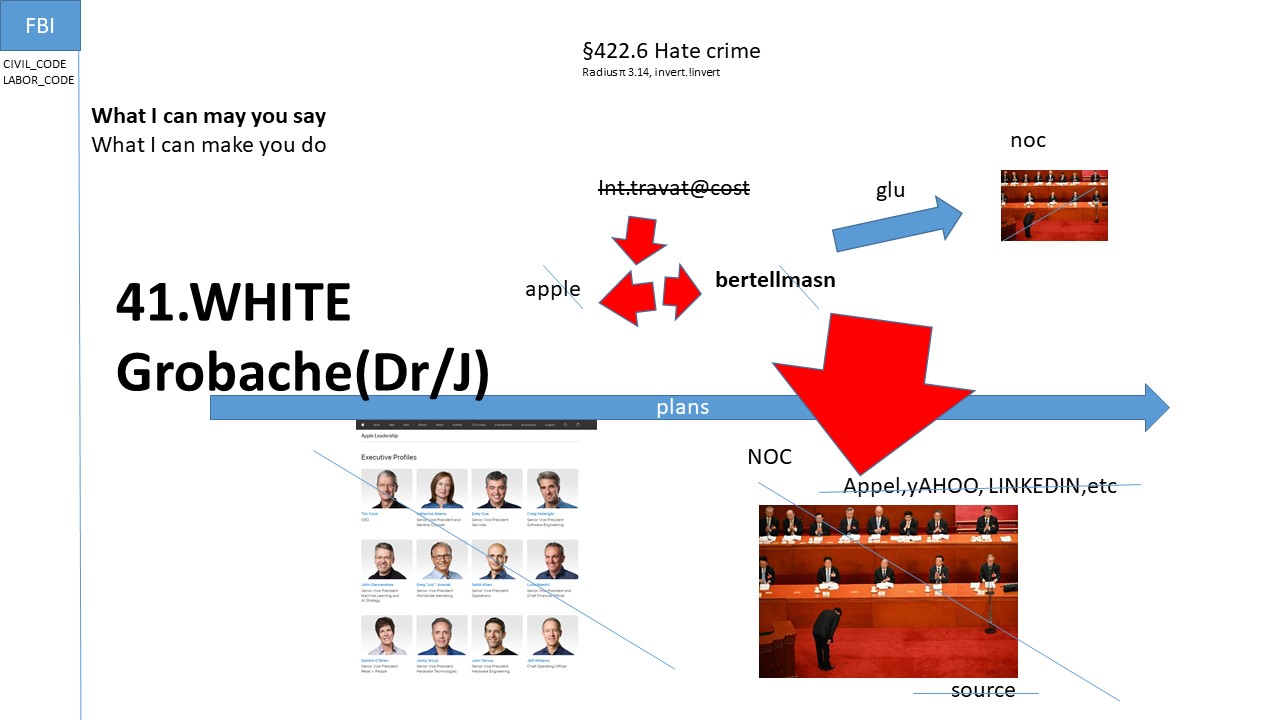 FBI
CIVIL_CODE
LABOR_CODE
§422.6 Hate crime
Radius π 3.14, invert.!invert
What I can may you say
What I can make you do
noc
Int.travat@cost
glu
apple
bertellmasn
41.WHITE
Grobache(Dr/J)
plans
Apple Leadership
Executive Profiles
Tim Cook
CEO
Katherine Adams
Senior Vice President and
General Counsel
Eddy Cue
Senior Vice President
Services
Craig Federighi
Senior Vice President
Software Engineering
John Giannandrea
Senior Vice President
Machine Learning and
AI Strategy
Greg "Joz" Joswiak
Senior Vice President
Worldwide Marketing
Sabih Khan
Senior Vice President
Operations
Luca Maestri
Senior Vice President and
Chief Financial Officer
Deirdre O'Brien
Senior Vice President
Retail + People
Johny Srouji
Senior Vice President
Hardware Technologies
John Ternus
Senior Vice President
Hardware Engineering
Jeff Williams
Chief Operating Officer
NOC
Appel,yAHOO, LINKEDIN,etc
source